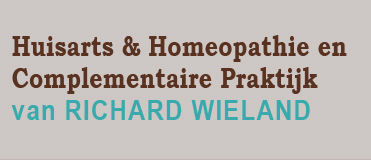 Huisarts & Homeopathie en
Complementaire Praktijk
van RICHARD WIELAND